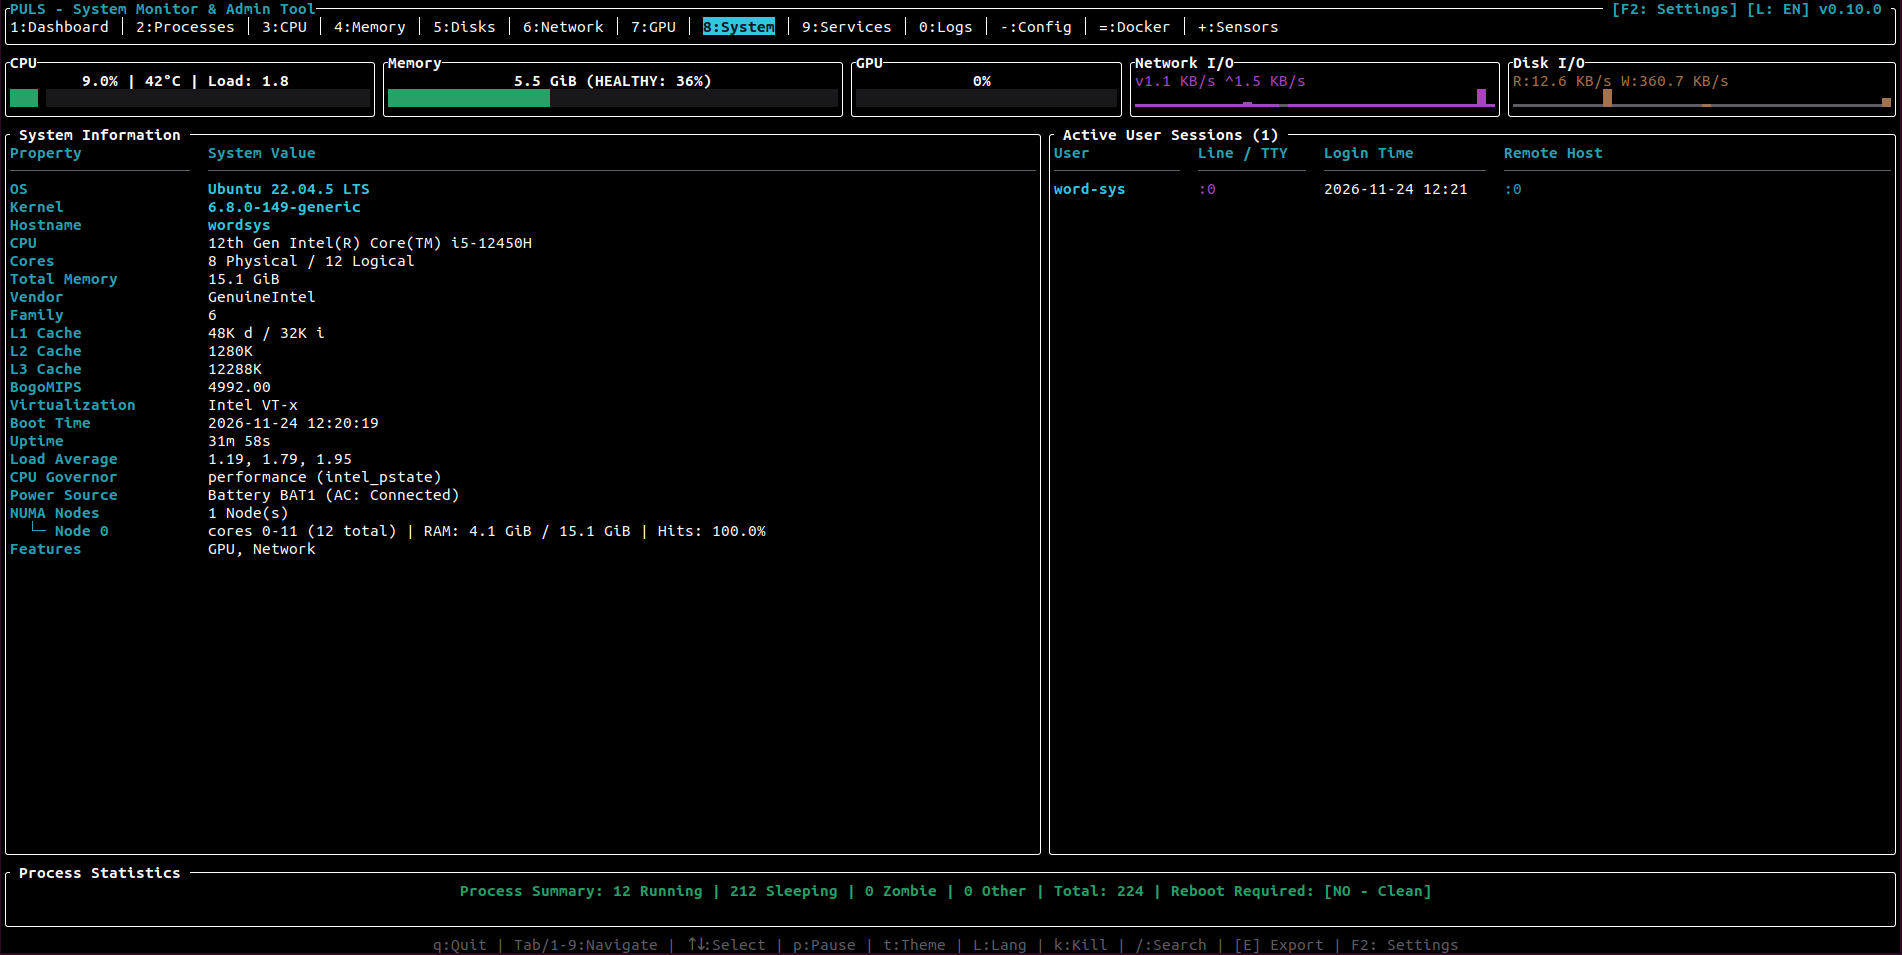 PULS - System Monitor & Admin Tool [F2: Settings] [L: EN] v0.10.0
1:Dashboard | 2:Processes | 3:CPU | 4:Memory | 5:Disks | 6:Network | 7:GPU | 8:System | 9:Services | 0:Logs | -:Config | =:Docker | +:Sensors
CPU
9.0% | 42°C | Load: 1.8
Memory
5.5 GiB (HEALTHY: 36%)
GPU
0%
Network I/O
v1.1 KB/s ^1.5 KB/s
Disk I/O
R:12.6 KB/s W:360.7 KB/s
System Information
Property System Value
OS Ubuntu 22.04.5 LTS
Kernel 6.8.0-149-generic
Hostname wordsys
CPU 12th Gen Intel(R) Core(TM) i5-12450H
Cores 8 Physical / 12 Logical
Total Memory 15.1 GiB
Vendor GenuineIntel
Family 6
L1 Cache 48K d / 32K i
L2 Cache 1280K
L3 Cache 12288K
BogoMIPS 4992.00
Virtualization Intel VT-x
Boot Time 2026-11-24 12:20:19
Uptime 31m 58s
Load Average 1.19, 1.79, 1.95
CPU Governor performance (intel_pstate)
Power Source Battery BAT1 (AC: Connected)
NUMA Nodes 1 Node(s)
└─ Node 0 cores 0-11 (12 total) | RAM: 4.1 GiB / 15.1 GiB | Hits: 100.0%
Features GPU, Network
Active User Sessions (1)
User Line / TTY Login Time Remote Host
word-sys :0 2026-11-24 12:21 :0
Process Statistics
Process Summary: 12 Running | 212 Sleeping | 0 Zombie | 0 Other | Total: 224 | Reboot Required: [NO - Clean]
q:Quit | Tab/1-9:Navigate | ↑↓:Select | p:Pause | t:Theme | L:Lang | k:Kill | /:Search | [E] Export | F2: Settings